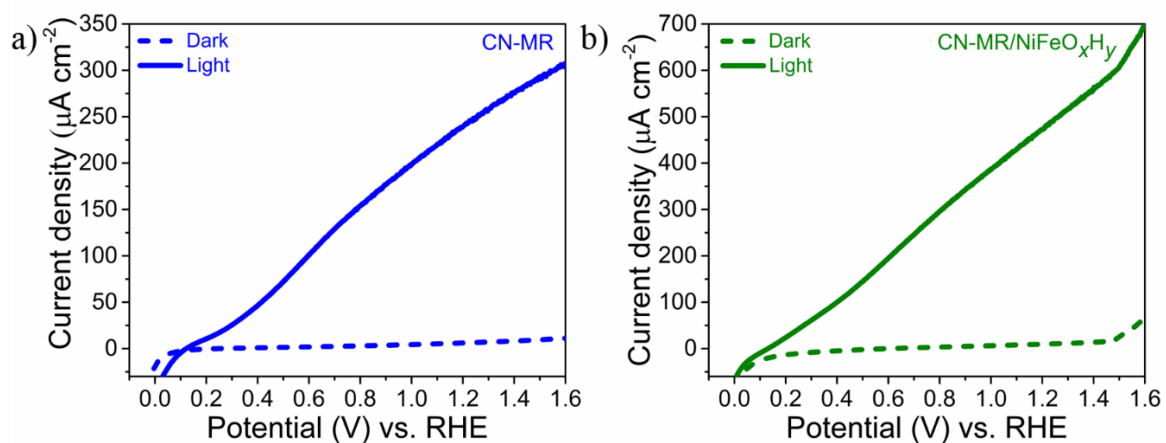 a)
350
300
250
200
150
100
50
0
Current density (μA cm⁻²)
Dark
Light
CN-MR
0.0 0.2 0.4 0.6 0.8 1.0 1.2 1.4 1.6
Potential (V) vs. RHE
b)
700
600
500
400
300
200
100
0
Current density (μA cm⁻²)
Dark
Light
CN-MR/NiFeOₓHᵧ
0.0 0.2 0.4 0.6 0.8 1.0 1.2 1.4 1.6
Potential (V) vs. RHE